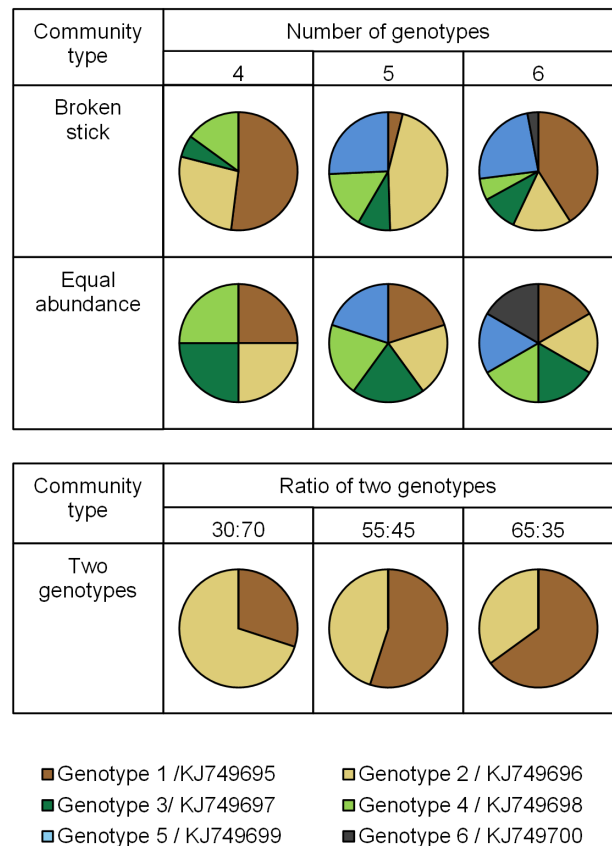 Community type
Number of genotypes
4 5 6
Broken stick
Equal abundance
Community type
Ratio of two genotypes
30:70 55:45 65:35
Two genotypes
Genotype 1 /KJ749695 Genotype 2 / KJ749696
Genotype 3/ KJ749697 Genotype 4 / KJ749698
Genotype 5 / KJ749699 Genotype 6 / KJ749700